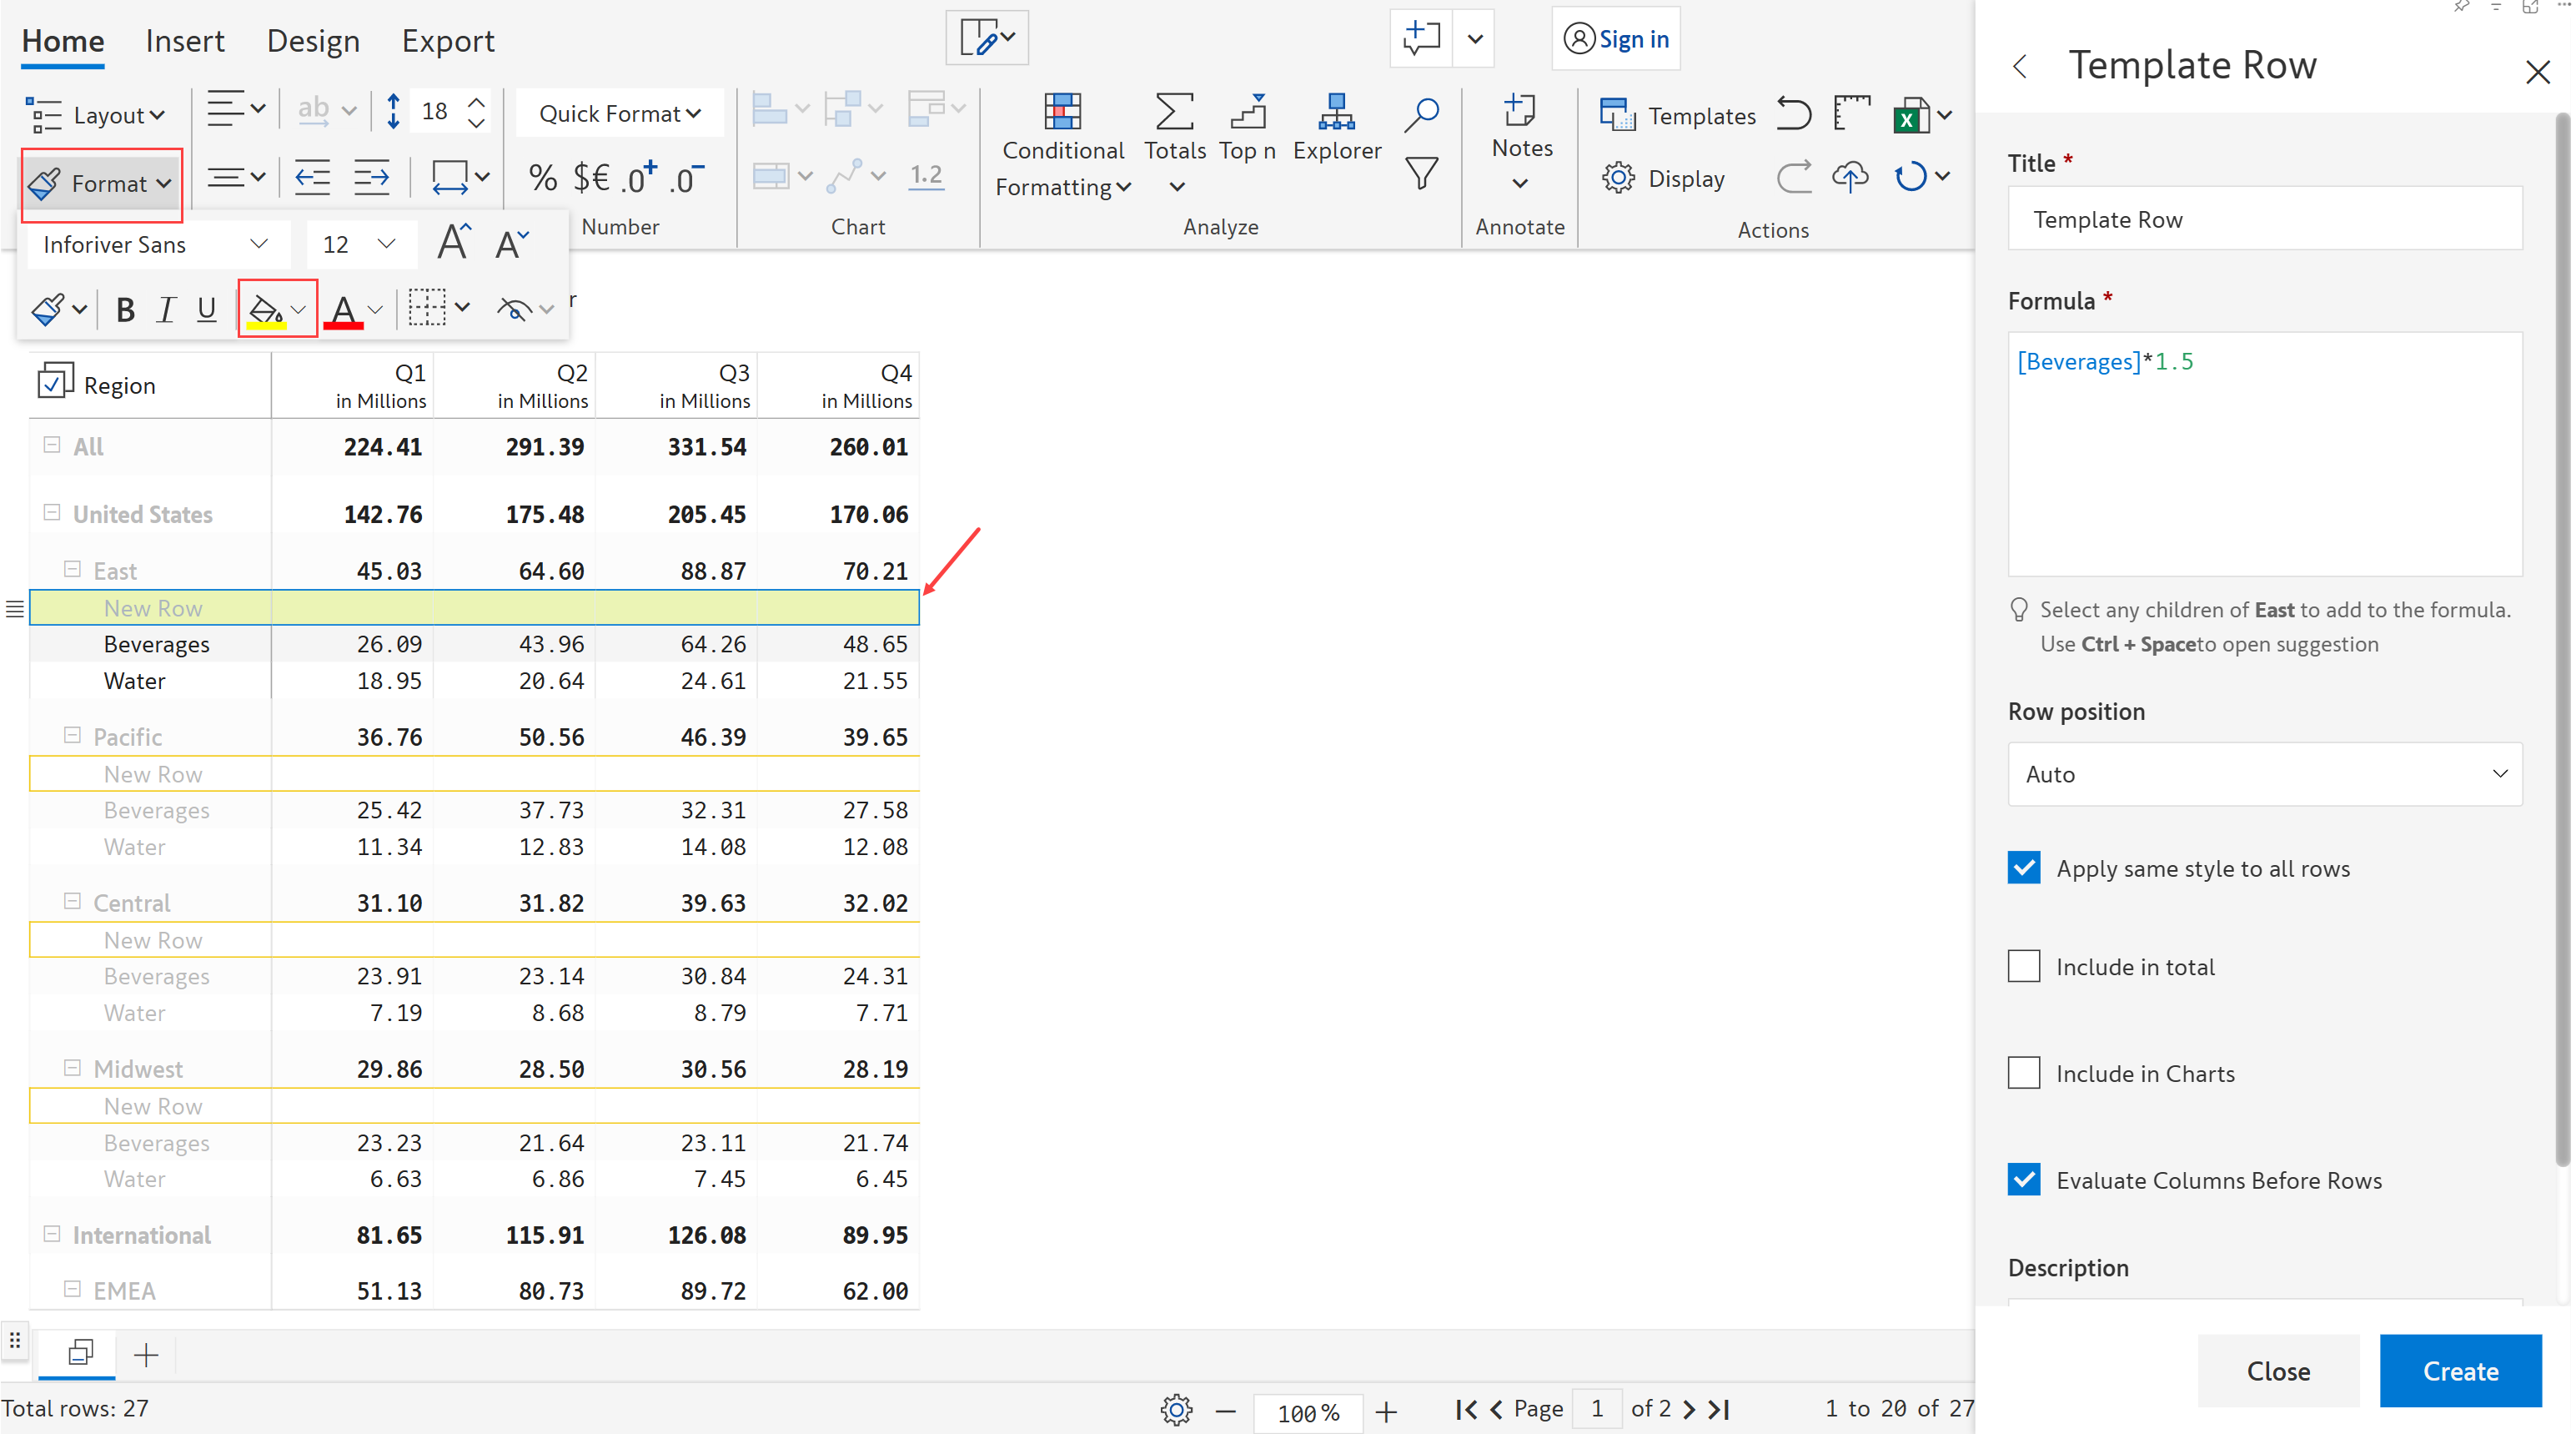 Home Insert Design Export Sign in
Layout ab 18 Quick Format
Format % $€ .0+ .0- 1.2
Conditional Formatting Totals Top n Explorer
Notes
Templates
Display
Number Chart Analyze Annotate Actions
Inforiver Sans 12 A A
B I U A r
Region Q1 in Millions Q2 in Millions Q3 in Millions Q4 in Millions
All 224.41 291.39 331.54 260.01
United States 142.76 175.48 205.45 170.06
East 45.03 64.60 88.87 70.21
New Row
Beverages 26.09 43.96 64.26 48.65
Water 18.95 20.64 24.61 21.55
Pacific 36.76 50.56 46.39 39.65
New Row
Beverages 25.42 37.73 32.31 27.58
Water 11.34 12.83 14.08 12.08
Central 31.10 31.82 39.63 32.02
New Row
Beverages 23.91 23.14 30.84 24.31
Water 7.19 8.68 8.79 7.71
Midwest 29.86 28.50 30.56 28.19
New Row
Beverages 23.23 21.64 23.11 21.74
Water 6.63 6.86 7.45 6.45
International 81.65 115.91 126.08 89.95
EMEA 51.13 80.73 89.72 62.00
Total rows: 27 100% Page 1 of 2 1 to 20 of 27
Template Row
Title *
Template Row
Formula *
[Beverages]*1.5
Select any children of East to add to the formula.
Use Ctrl + Spaceto open suggestion
Row position
Auto
Apply same style to all rows
Include in total
Include in Charts
Evaluate Columns Before Rows
Description
Close Create